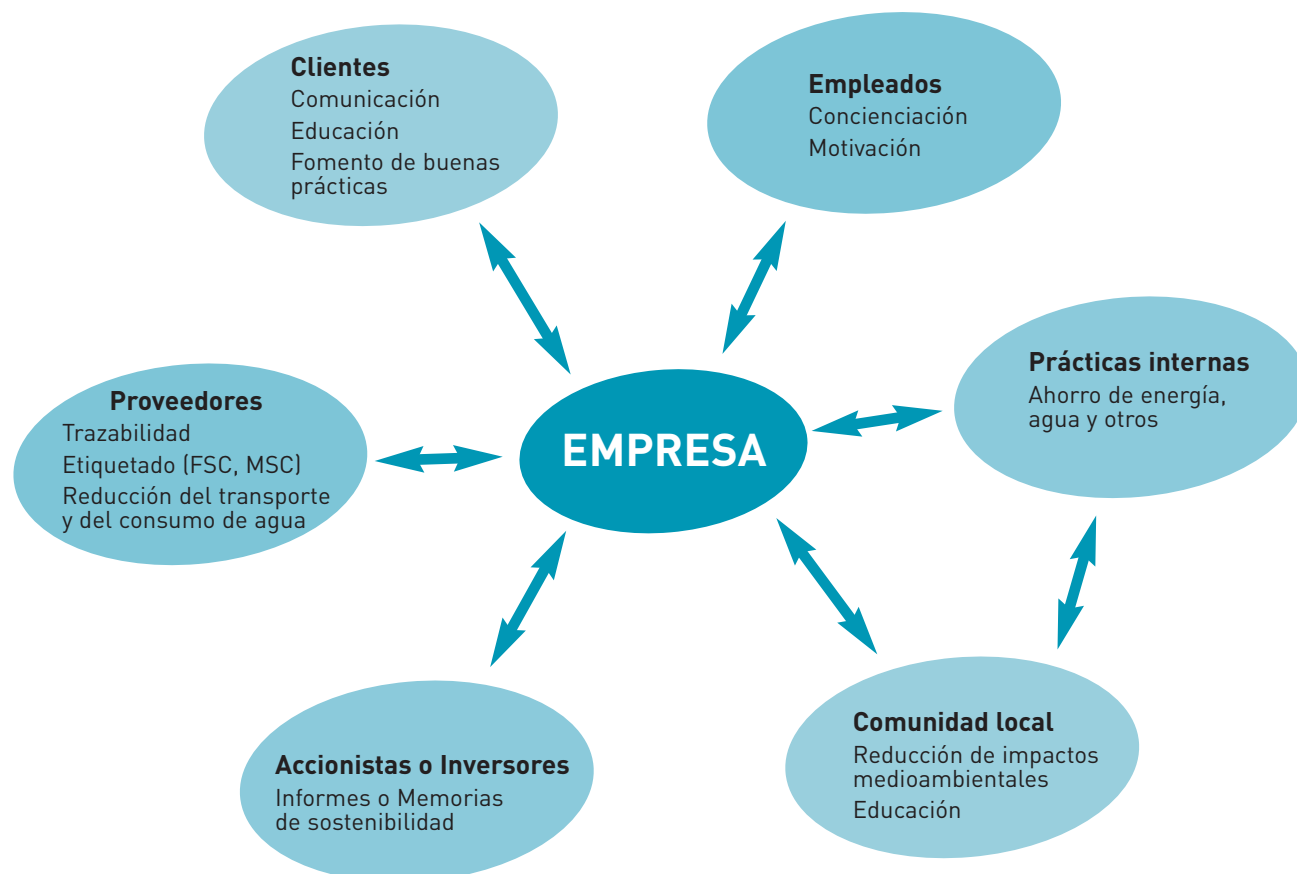 Clientes
Comunicación
Educación
Fomento de buenas
prácticas
Empleados
Concienciación
Motivación
Prácticas internas
Ahorro de energía,
agua y otros
Proveedores
Trazabilidad
Etiquetado (FSC, MSC)
Reducción del transporte
y del consumo de agua
EMPRESA
Accionistas o Inversores
Informes o Memorias
de sostenibilidad
Comunidad local
Reducción de impactos
medioambientales
Educación